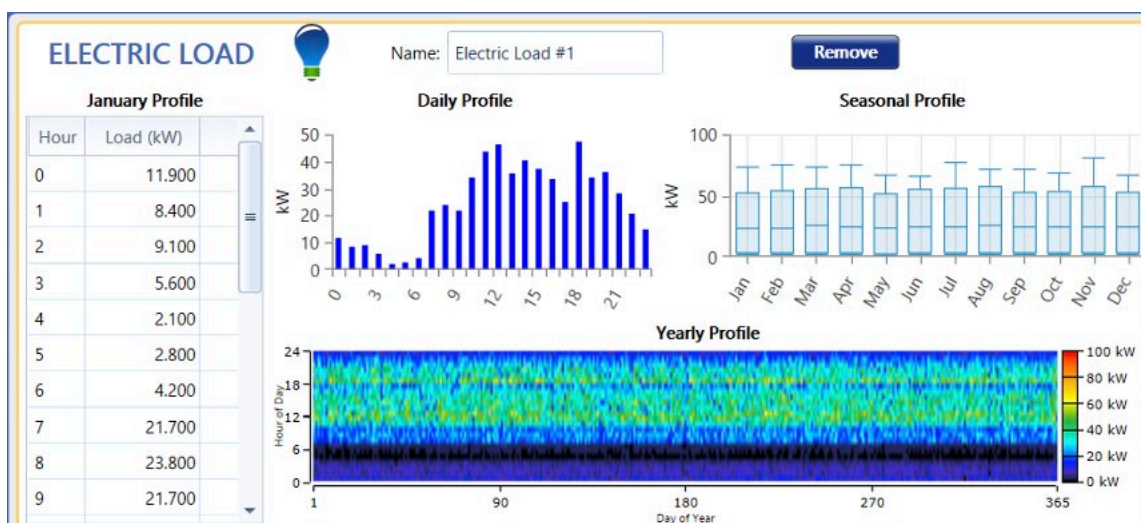 ELECTRIC LOAD
Name: Electric Load #1
Remove
January Profile
Hour Load (kW)
0 11.900
1 8.400
2 9.100
3 5.600
4 2.100
5 2.800
6 4.200
7 21.700
8 23.800
9 21.700
Daily Profile
kW
50
40
30
20
10
0
0 3 6 9 12 15 18 21
Seasonal Profile
kW
100
50
0
Jan Feb Mar Apr May Jun Jul Aug Sep Oct Nov Dec
Yearly Profile
Hour of Day
24
18
12
6
0
1 90 180 270 365
Day of Year
100 kW
80 kW
60 kW
40 kW
20 kW
0 kW